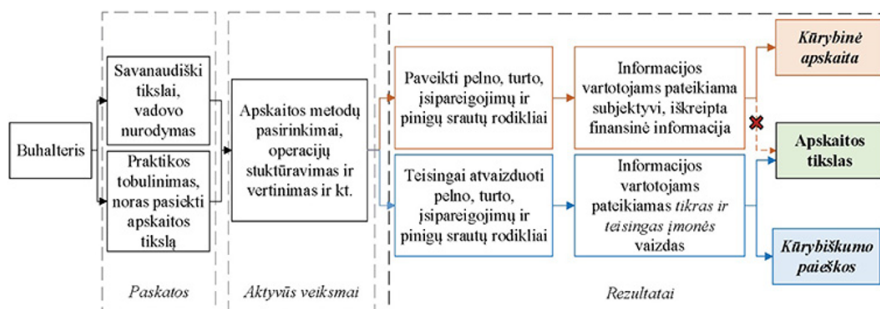 Buhalteris
Savanaudiški
tikslai,
vadovo
nurodymas
Praktikos
tobulinimas,
noras pasiekti
apskaitos
tikslą
Paskatos
Apskaitos metodų
pasirinkimai,
operacijų
stuktūravimas ir
vertinimas ir kt.
Aktyvūs veiksmai
Paveikti pelno, turto,
įsipareigojimų ir
pinigų srautų rodikliai
Teisingai atvaizduoti
pelno, turto,
įsipareigojimų ir
pinigų srautų rodikliai
Informacijos
vartotojams pateikiama
subjektyvi, iškreipta
finansinė informacija
Informacijos
vartotojams
pateikiamas tikras ir
teisingas įmonės
vaizdas
Kūrybinė
apskaita
Apskaitos
tikslas
Kūrybiškumo
paieškos
Rezultatai